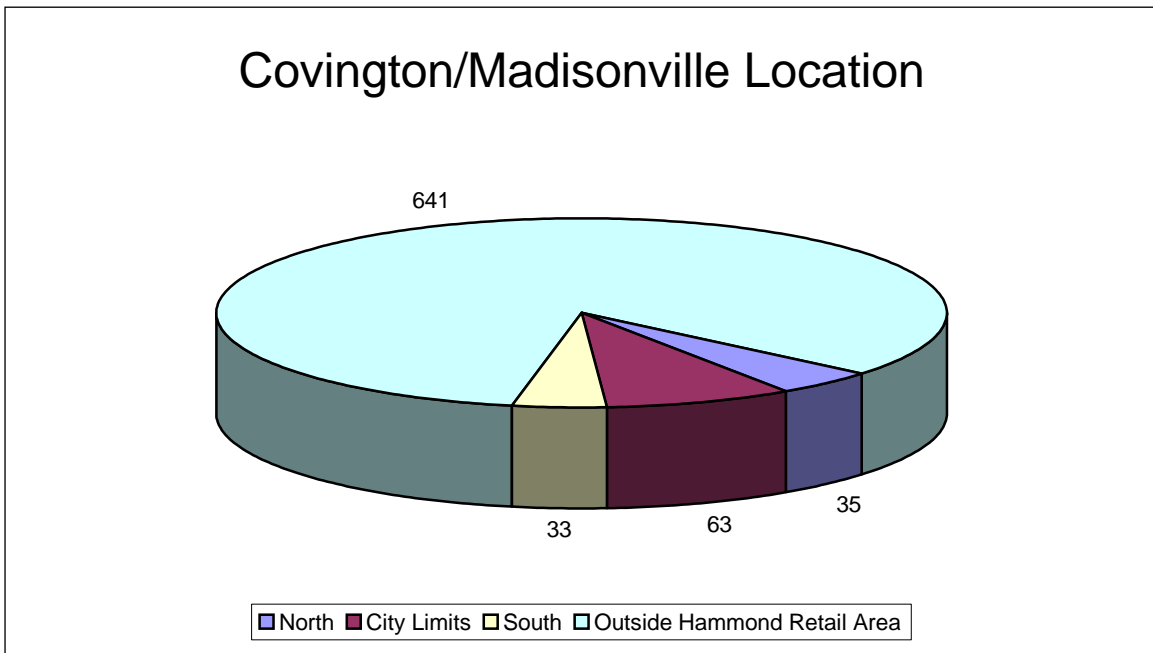 Covington/Madisonville Location
641
35
63
33
North City Limits South Outside Hammond Retail Area